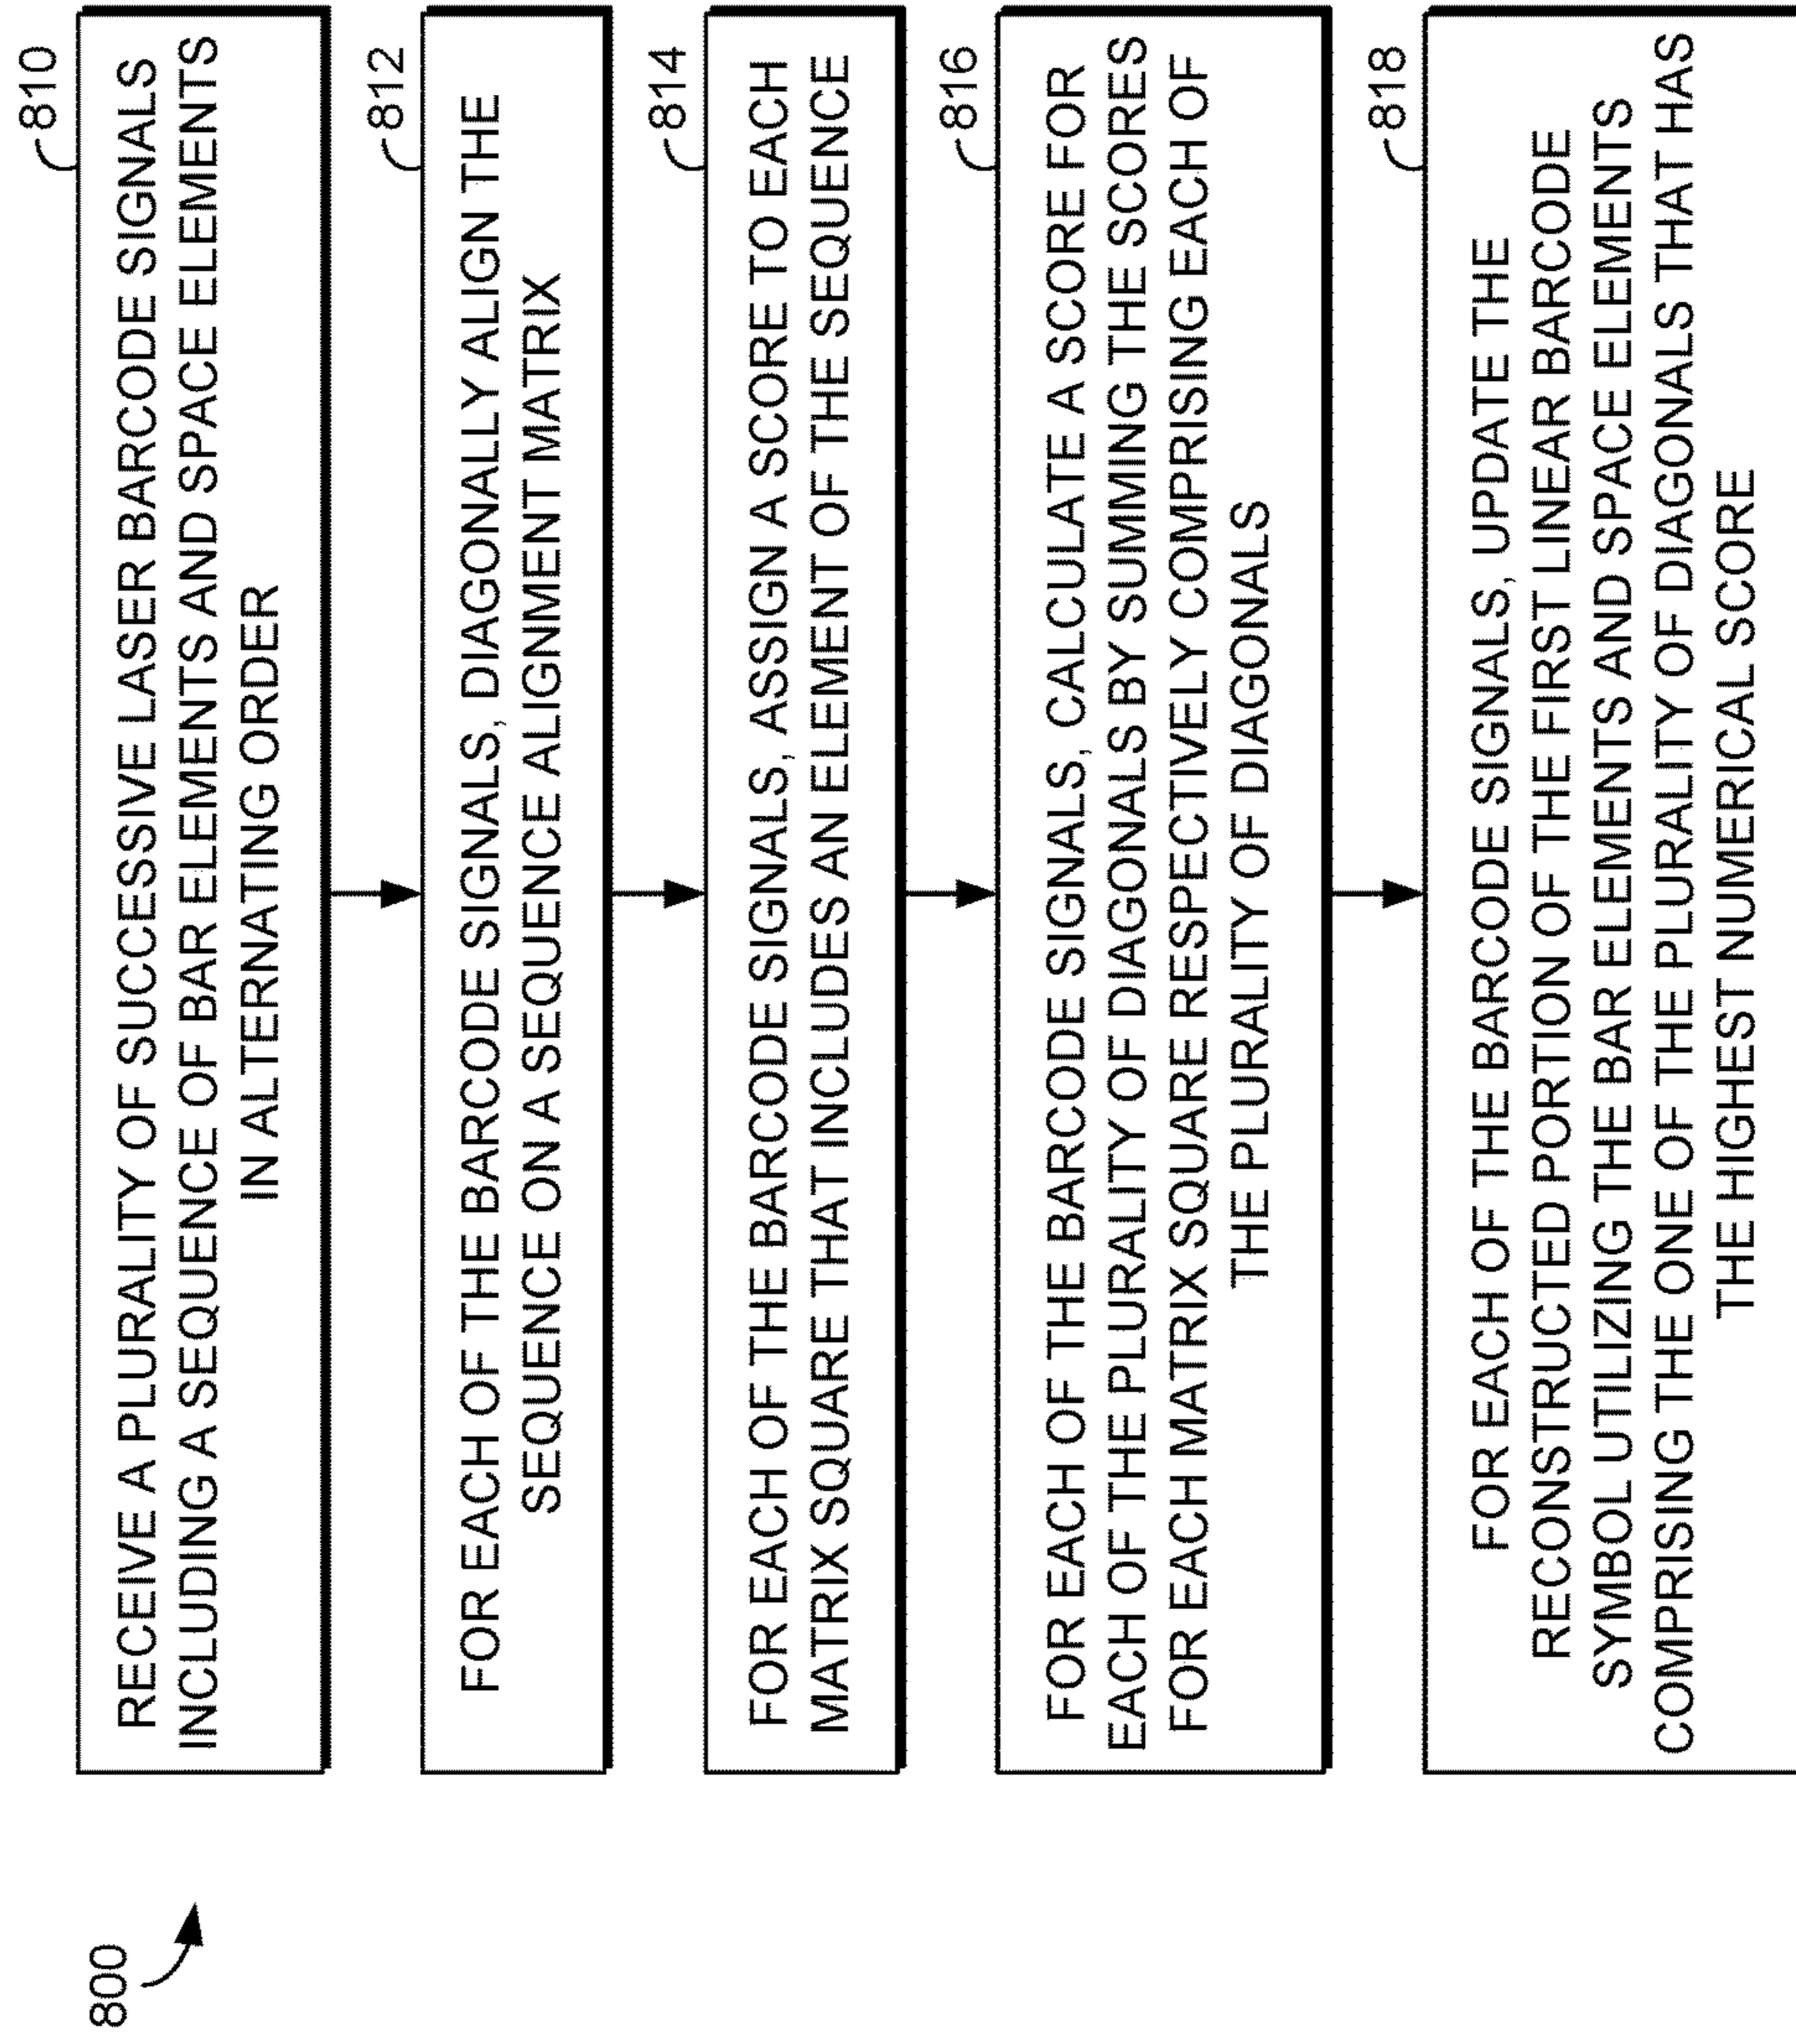 800
810
RECEIVE A PLURALITY OF SUCCESSIVE LASER BARCODE SIGNALS
INCLUDING A SEQUENCE OF BAR ELEMENTS AND SPACE ELEMENTS
IN ALTERNATING ORDER
812
FOR EACH OF THE BARCODE SIGNALS, DIAGONALLY ALIGN THE
SEQUENCE ON A SEQUENCE ALIGNMENT MATRIX
814
FOR EACH OF THE BARCODE SIGNALS, ASSIGN A SCORE TO EACH
MATRIX SQUARE THAT INCLUDES AN ELEMENT OF THE SEQUENCE
816
FOR EACH OF THE BARCODE SIGNALS, CALCULATE A SCORE FOR
EACH OF THE PLURALITY OF DIAGONALS BY SUMMING THE SCORES
FOR EACH MATRIX SQUARE RESPECTIVELY COMPRISING EACH OF
THE PLURALITY OF DIAGONALS
818
FOR EACH OF THE BARCODE SIGNALS, UPDATE THE
RECONSTRUCTED PORTION OF THE FIRST LINEAR BARCODE
SYMBOL UTILIZING THE BAR ELEMENTS AND SPACE ELEMENTS
COMPRISING THE ONE OF THE PLURALITY OF DIAGONALS THAT HAS
THE HIGHEST NUMERICAL SCORE